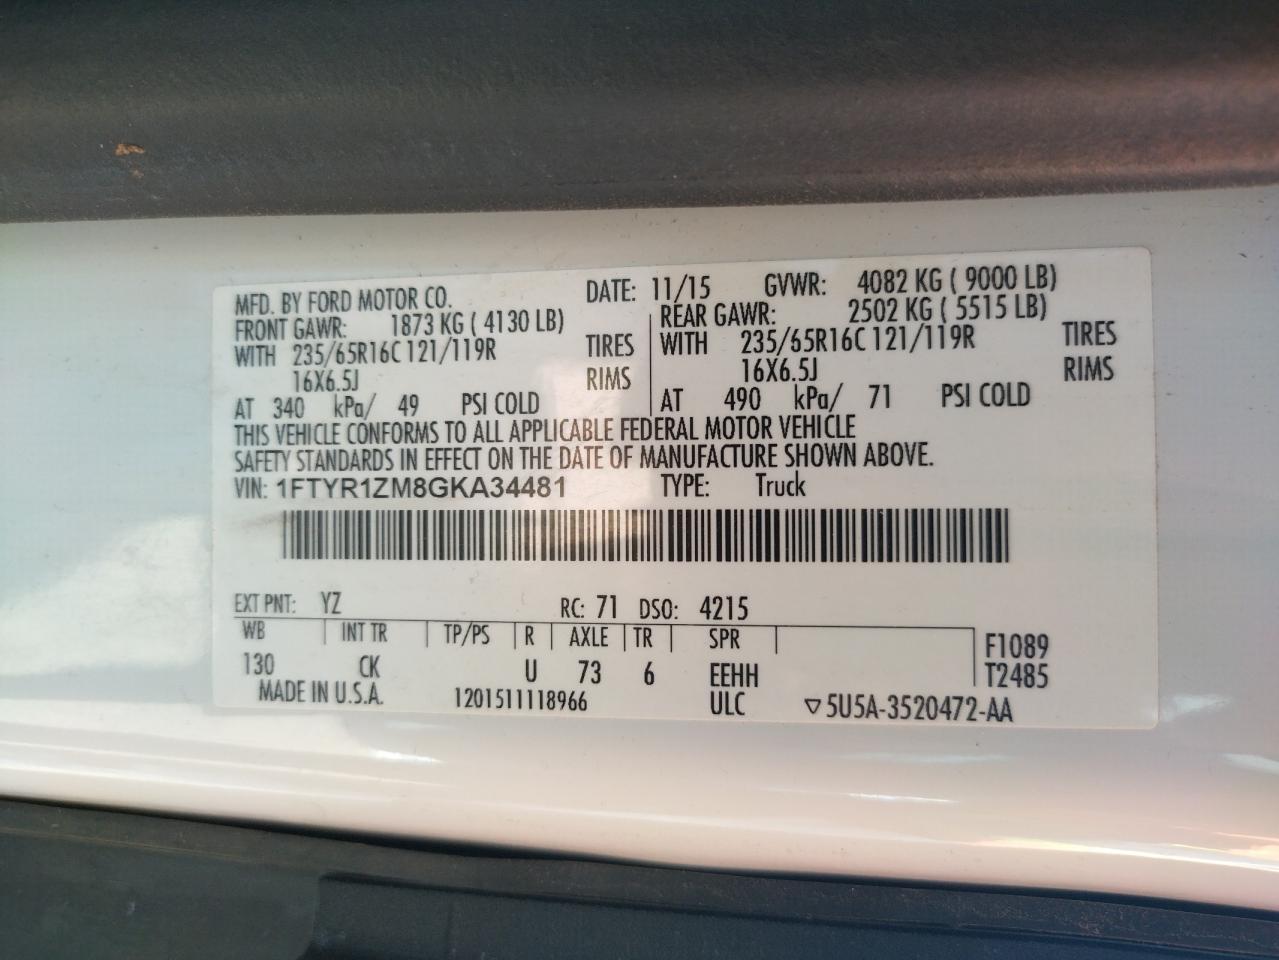 MFD. BY FORD MOTOR CO. DATE: 11/15 GVWR: 4082 KG ( 9000 LB)
FRONT GAWR: 1873 KG ( 4130 LB) REAR GAWR: 2502 KG ( 5515 LB)
WITH 235/65R16C 121/119R TIRES WITH 235/65R16C 121/119R TIRES
16X6.5J RIMS 16X6.5J RIMS
AT 340 kPa/ 49 PSI COLD AT 490 kPa/ 71 PSI COLD
THIS VEHICLE CONFORMS TO ALL APPLICABLE FEDERAL MOTOR VEHICLE
SAFETY STANDARDS IN EFFECT ON THE DATE OF MANUFACTURE SHOWN ABOVE.
VIN: 1FTYR1ZM8GKA34481 TYPE: Truck
EXT PNT: YZ RC: 71 DSO: 4215
WB INT TR TP/PS R AXLE TR SPR F1089
130 CK U 73 6 EEHH T2485
MADE IN U.S.A. 1201511118966 ULC ▽5U5A-3520472-AA